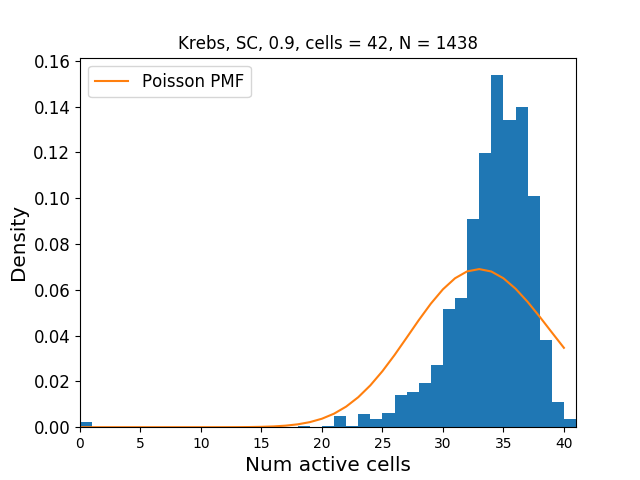 Krebs, SC, 0.9, cells = 42, N = 1438
Poisson PMF
0.16
0.14
0.12
0.10
0.08
0.06
0.04
0.02
0.00
Density
0 5 10 15 20 25 30 35 40
Num active cells